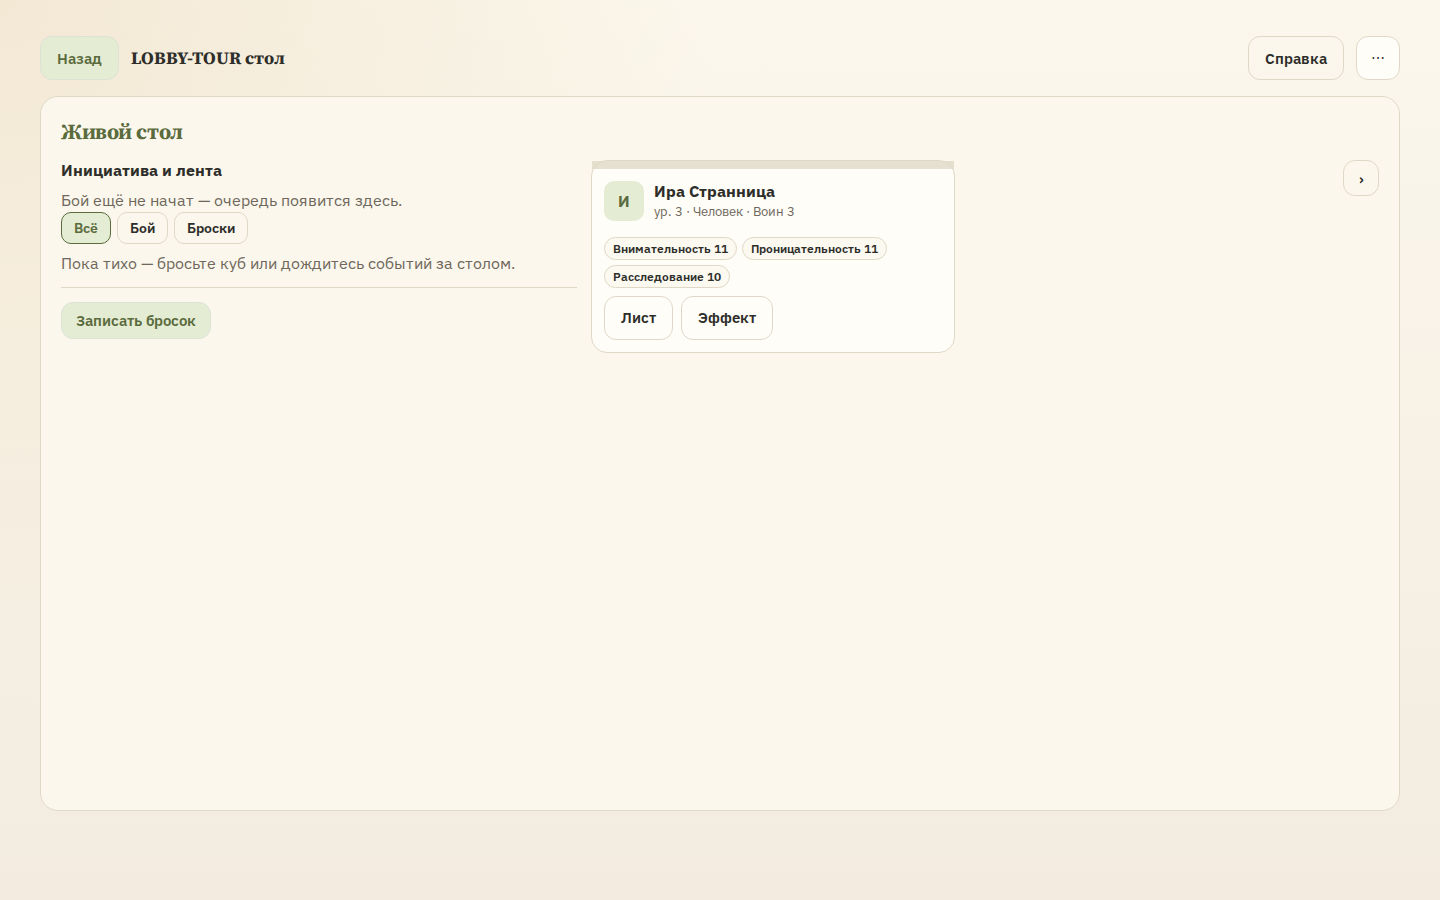 Назад
LOBBY-TOUR стол
Справка
···
Живой стол
Инициатива и лента
Бой ещё не начат — очередь появится здесь.
Всё
Бой
Броски
Пока тихо — бросьте куб или дождитесь событий за столом.
Записать бросок
И
Ира Странница
ур. 3 · Человек · Воин 3
Внимательность 11
Проницательность 11
Расследование 10
Лист
Эффект
›